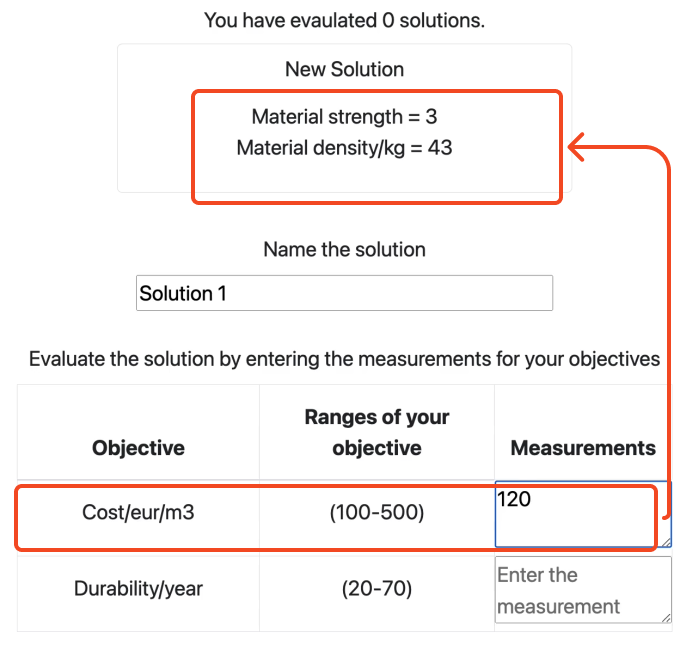 You have evaulated 0 solutions.
New Solution
Material strength = 3
Material density/kg = 43
Name the solution
Solution 1
Evaluate the solution by entering the measurements for your objectives
Ranges of your
Objective objective Measurements
Cost/eur/m3 (100-500) 120
Durability/year (20-70) Enter the
measurement